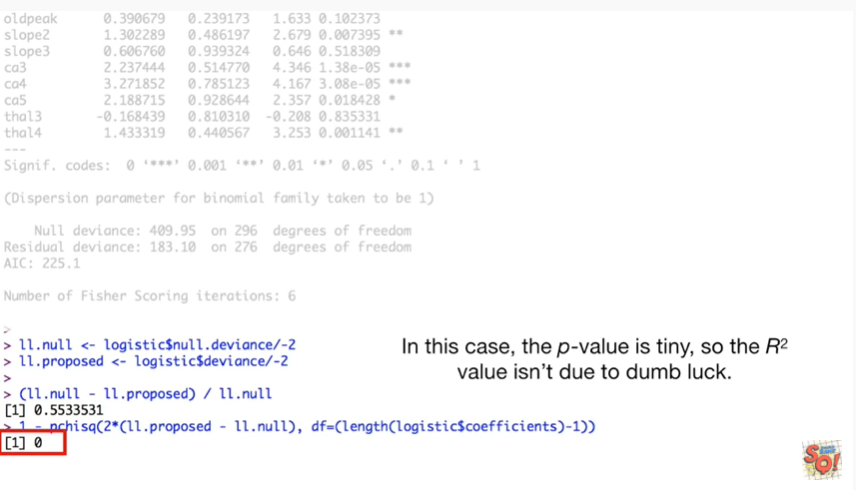 oldpeak 0.390679 0.239173 1.633 0.102373
slope2 1.302289 0.486197 2.679 0.007395 **
slope3 0.606760 0.939324 0.646 0.518309
ca3 2.237444 0.514770 4.346 1.38e-05 ***
ca4 3.271852 0.785123 4.167 3.08e-05 ***
ca5 2.188715 0.928644 2.357 0.018428 *
thal3 -0.168439 0.810310 -0.208 0.835331
thal4 1.433319 0.440567 3.253 0.001141 **
---
Signif. codes: 0 ‘***’ 0.001 ‘**’ 0.01 ‘*’ 0.05 ‘.’ 0.1 ‘ ’ 1
(Dispersion parameter for binomial family taken to be 1)
Null deviance: 409.95 on 296 degrees of freedom
Residual deviance: 183.10 on 276 degrees of freedom
AIC: 225.1
Number of Fisher Scoring iterations: 6
>
> ll.null <- logistic$null.deviance/-2
> ll.proposed <- logistic$deviance/-2
>
> (ll.null - ll.proposed) / ll.null
[1] 0.5533531
> 1 - pchisq(2*(ll.proposed - ll.null), df=(length(logistic$coefficients)-1))
[1] 0
In this case, the p-value is tiny, so the R²
value isn’t due to dumb luck.
SQ!